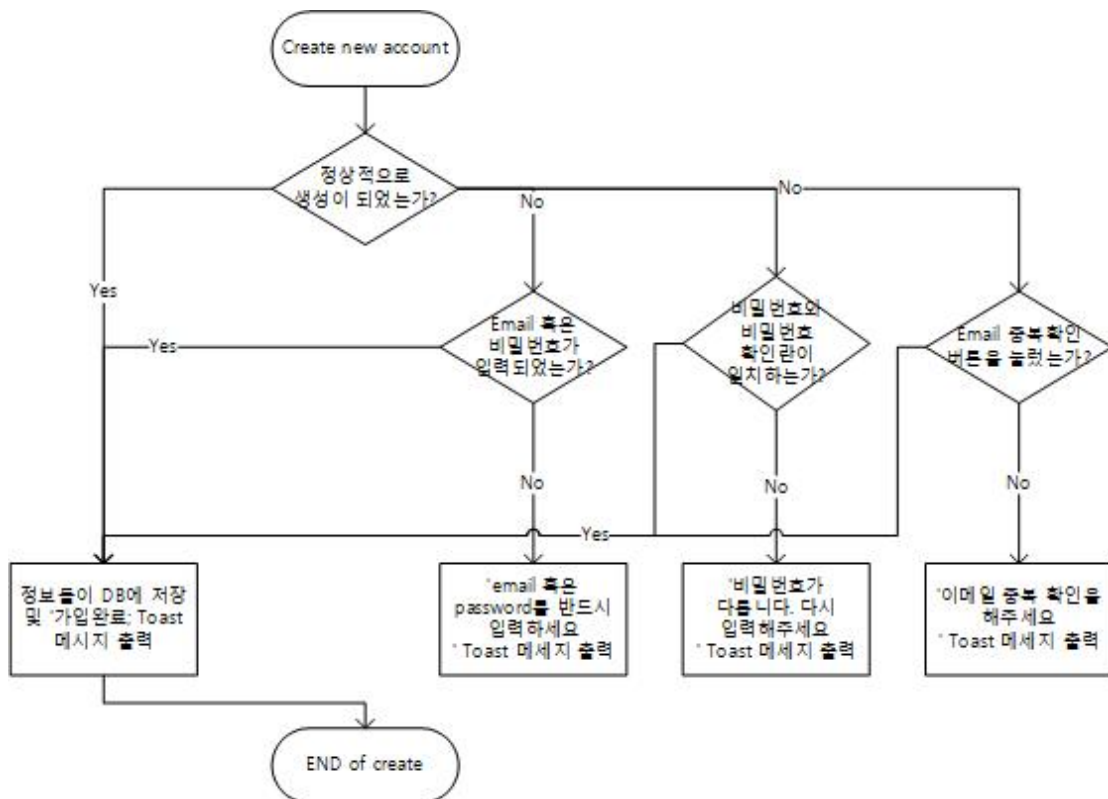 Create new account
정상적으로
생성이 되었는가?
No
No
Yes
Email 혹은
비밀번호가
입력되었는가?
비밀번호와
비밀번호
확인란이
일치하는가?
Email 중복확인
버튼을 눌렀는가?
Yes
No
No
No
Yes
정보들이 DB에 저장
및 '가입완료; Toast
메시지 출력
'email 혹은
password를 반드시
입력하세요
' Toast 메세지 출력
'비밀번호가
다릅니다. 다시
입력해주세요
' Toast 메세지 출력
'이메일 중복 확인을
해주세요
' Toast 메세지 출력
END of create